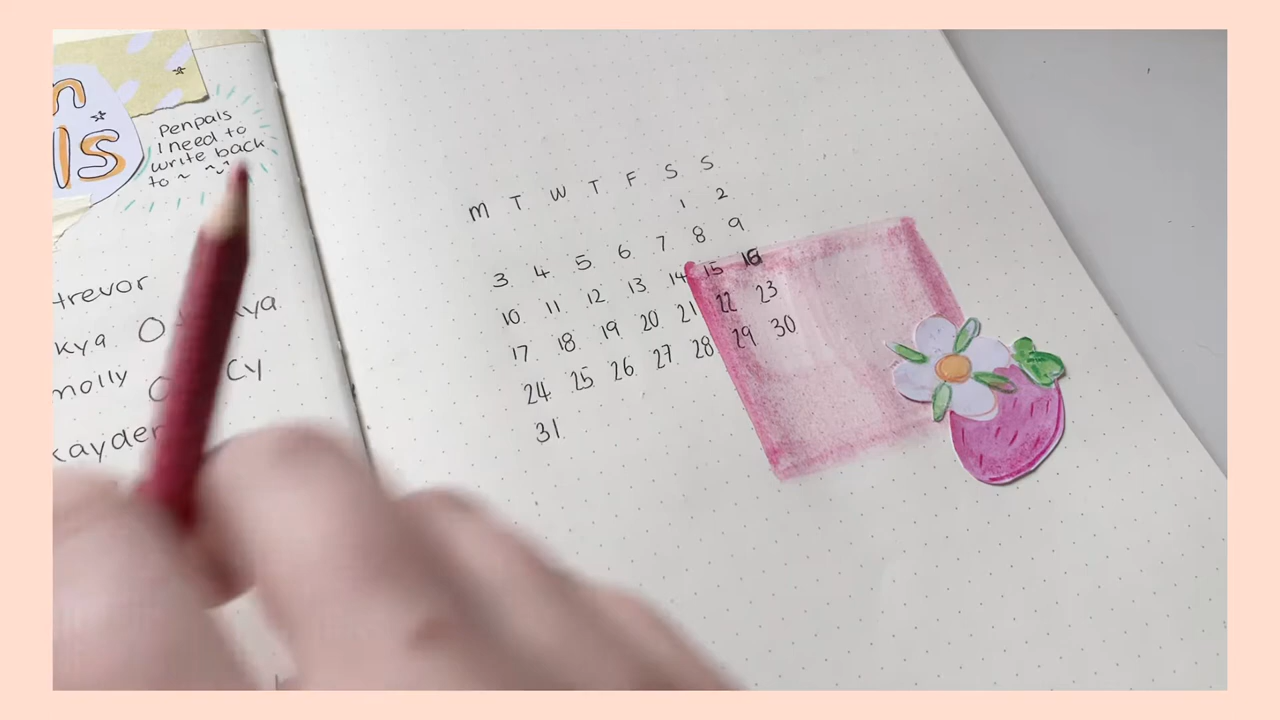 n
ls
Penpals
I need to
write back
to ~ ~
trevor
kya
molly
Cy
kayden
M T W T F S S
1 2
3 4 5 6 7 8 9
10 11 12 13 14 15 16
17 18 19 20 21 22 23
24 25 26 27 28 29 30
31